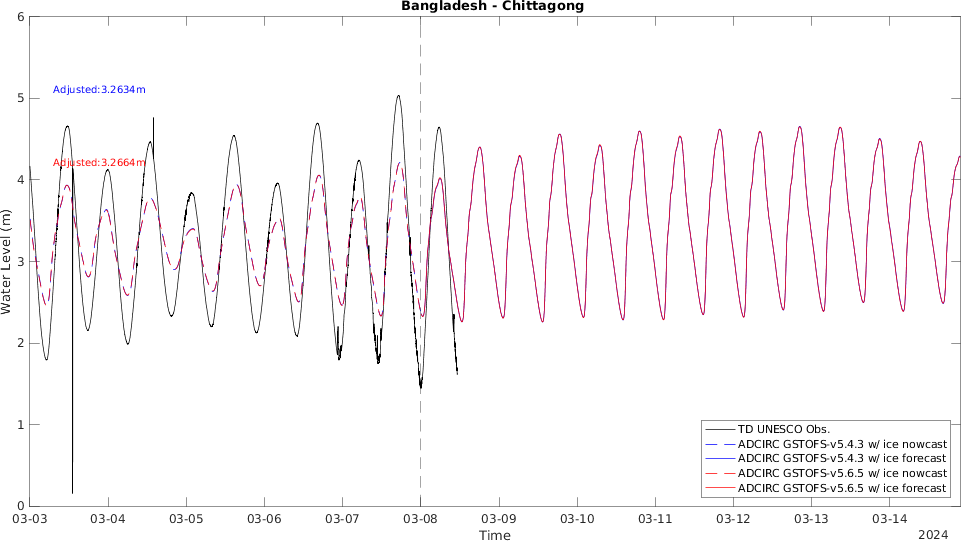 Bangladesh - Chittagong
6
5
4
3
2
1
0
Water Level (m)
Adjusted:3.2634m
Adjusted:3.2664m
TD UNESCO Obs.
ADCIRC GSTOFS-v5.4.3 w/ ice nowcast
ADCIRC GSTOFS-v5.4.3 w/ ice forecast
ADCIRC GSTOFS-v5.6.5 w/ ice nowcast
ADCIRC GSTOFS-v5.6.5 w/ ice forecast
03-03 03-04 03-05 03-06 03-07 03-08 03-09 03-10 03-11 03-12 03-13 03-14
Time
2024